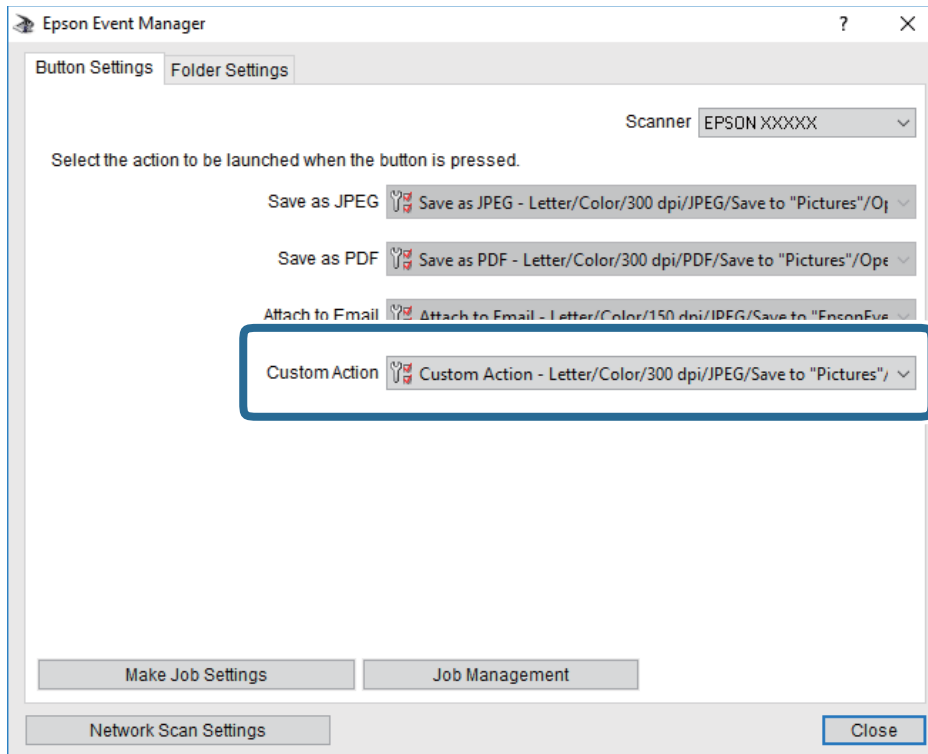 Epson Event Manager
Button Settings Folder Settings
Scanner EPSON XXXXX
Select the action to be launched when the button is pressed.
Save as JPEG Save as JPEG - Letter/Color/300 dpi/JPEG/Save to "Pictures"/Op
Save as PDF Save as PDF - Letter/Color/300 dpi/PDF/Save to "Pictures"/Ope
Attach to Email Attach to Email - Letter/Color/150 dpi/JPEG/Save to "EpsonEve
Custom Action Custom Action - Letter/Color/300 dpi/JPEG/Save to "Pictures"/
Make Job Settings Job Management
Network Scan Settings Close